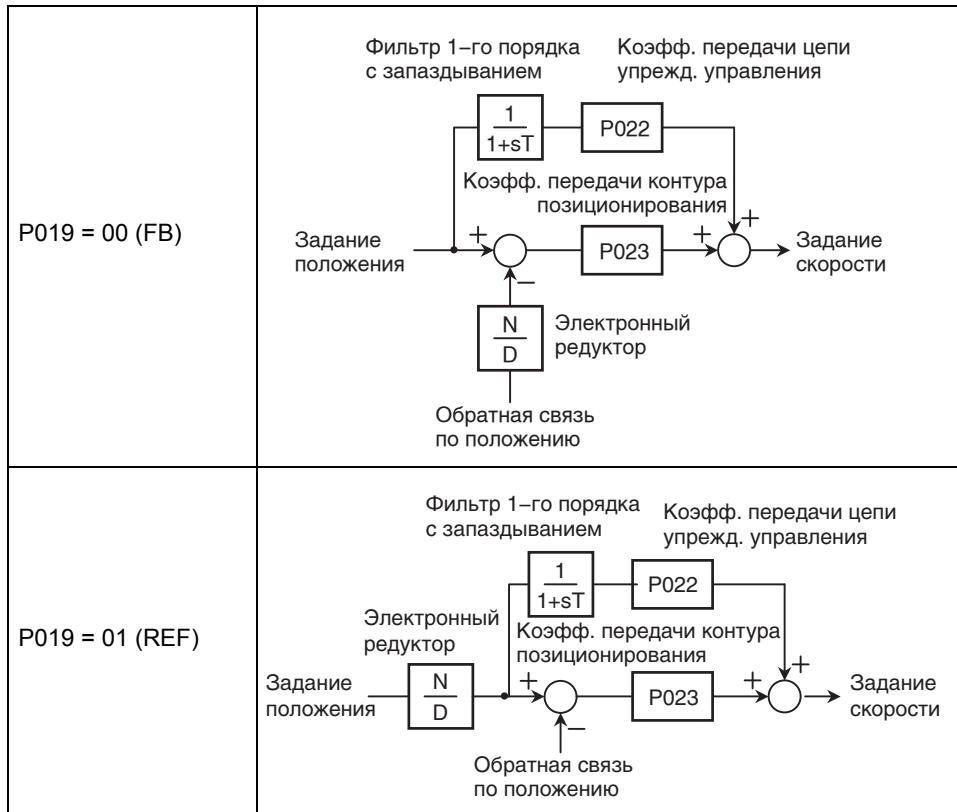 P019 = 00 (FB)
Фильтр 1–го порядка
с запаздыванием
Коэфф. передачи цепи
упрежд. управления
1
1+sT
P022
Коэфф. передачи контура
позиционирования
Задание
положения
+
P023
+
+
Задание
скорости
–
N
D
Электронный
редуктор
Обратная связь
по положению
P019 = 01 (REF)
Фильтр 1–го порядка
с запаздыванием
Коэфф. передачи цепи
упрежд. управления
1
1+sT
P022
Электронный
редуктор
Коэфф. передачи контура
позиционирования
Задание
положения
N
D
+
P023
+
+
Задание
скорости
–
Обратная связь
по положению